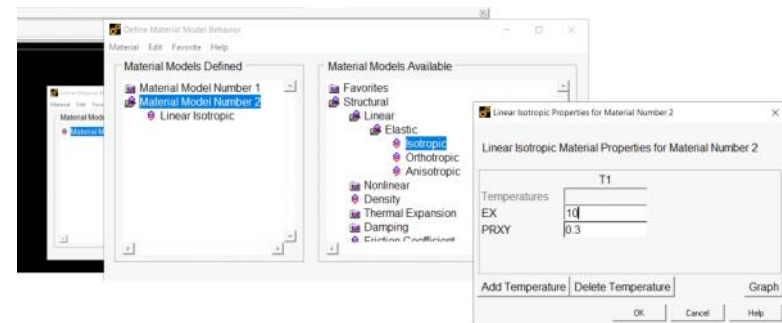 Define Material Model Behavior
Material Edit Favorite Help
Material Models Defined
Material Model Number 1
Material Model Number 2
Linear Isotropic
Material Models Available
Favorites
Structural
Linear
Elastic
Isotropic
Orthotropic
Anisotropic
Nonlinear
Density
Thermal Expansion
Damping
Friction Coefficient
Material Mode
Material M
Linear Isotropic Properties for Material Number 2
Linear Isotropic Material Properties for Material Number 2
T1
Temperatures
EX 10
PRXY 0.3
Add Temperature Delete Temperature Graph
OK Cancel Help